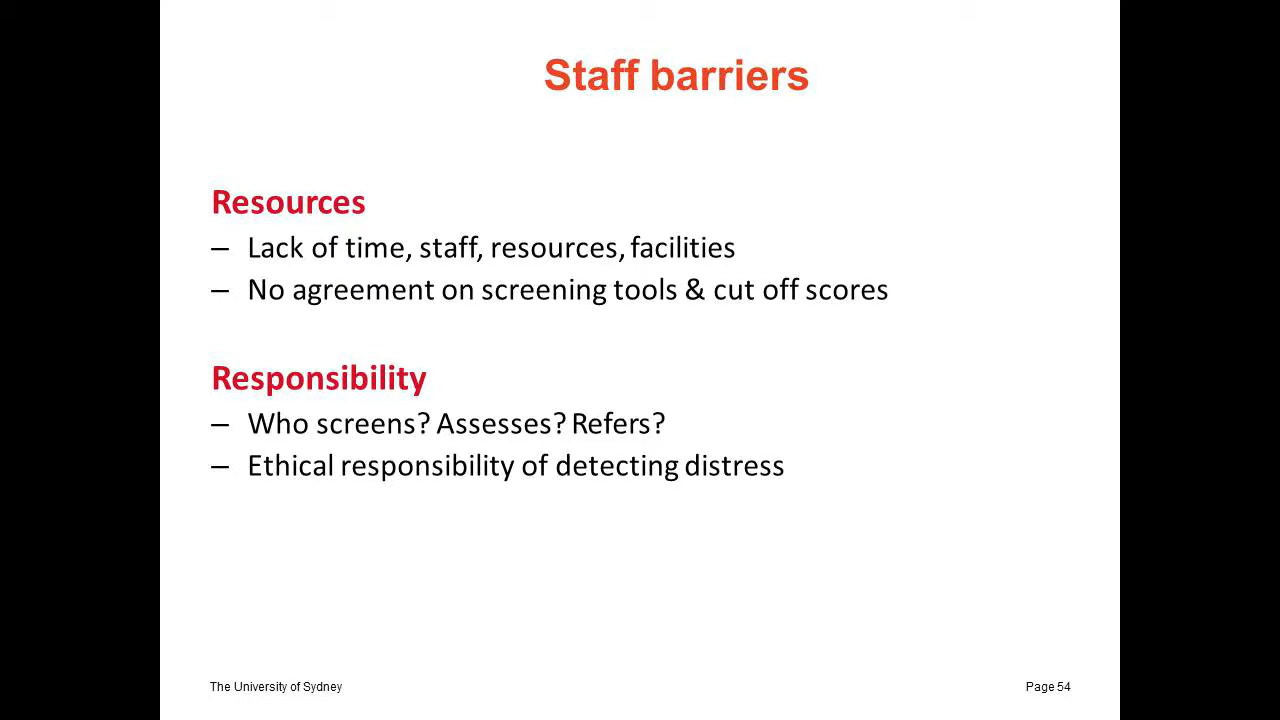 Staff barriers
Resources
– Lack of time, staff, resources, facilities
– No agreement on screening tools & cut off scores
Responsibility
– Who screens? Assesses? Refers?
– Ethical responsibility of detecting distress
The University of Sydney
Page 54